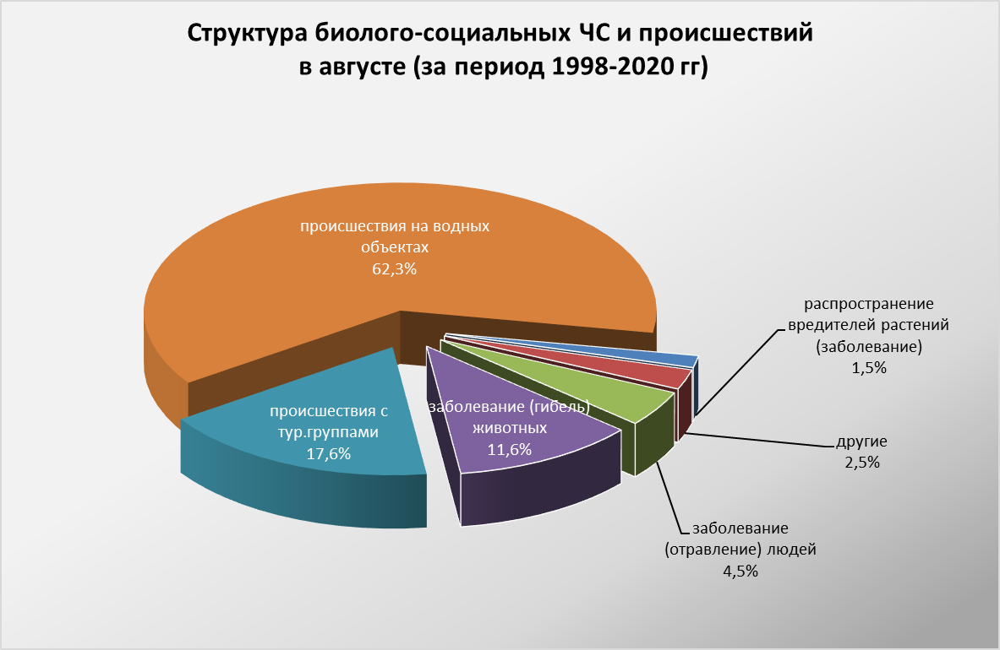 Структура биолого-социальных ЧС и происшествий
в августе (за период 1998-2020 гг)
происшествия на водных
объектах
62,3%
распространение
вредителей растений
(заболевание)
1,5%
происшествия с
тур.группами
17,6%
заболевание (гибель)
животных
11,6%
другие
2,5%
заболевание
(отравление) людей
4,5%